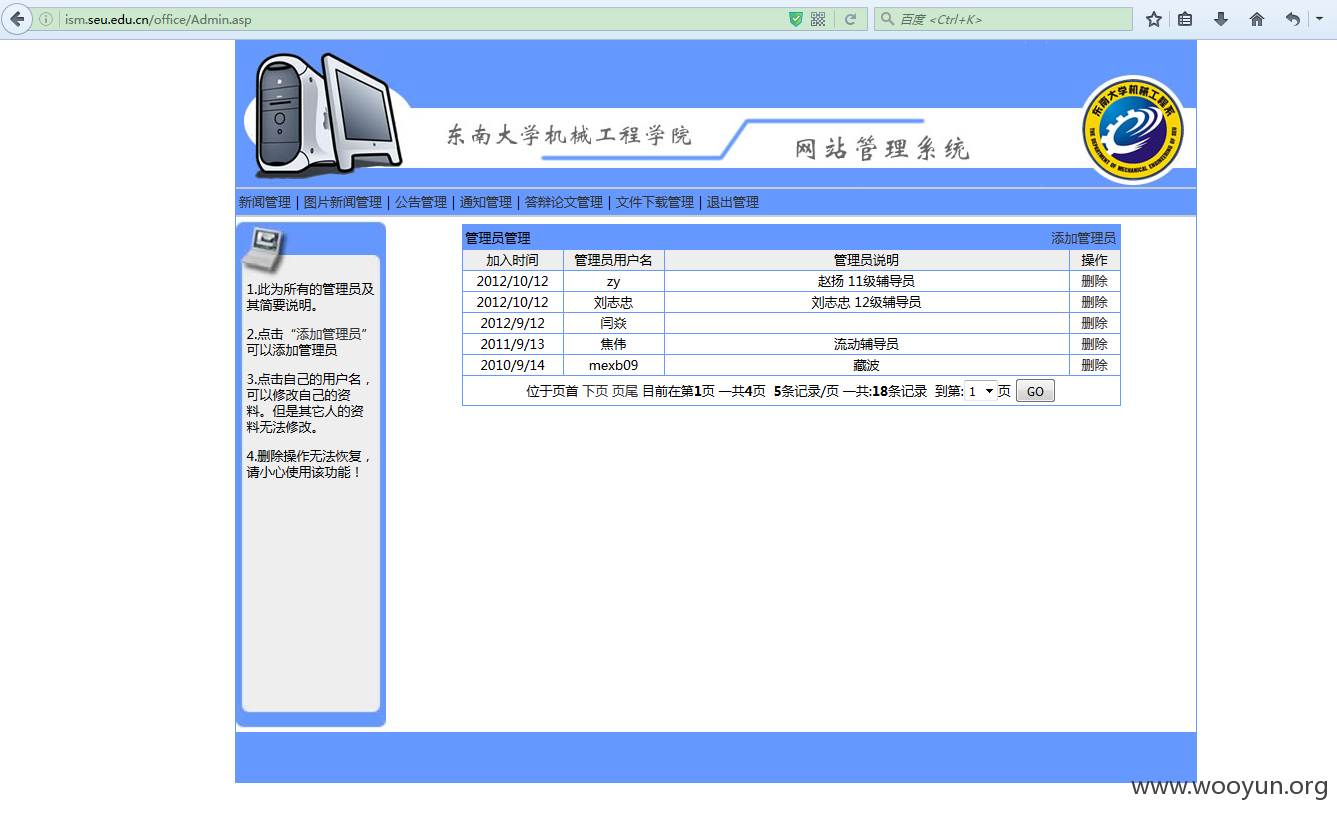 ism.seu.edu.cn/office/Admin.asp
百度 <Ctrl+K>
东南大学机械工程学院
网站管理系统
东南大学机械工程系
THE DEPARTMENT OF MECHANICAL ENGINEERING OF SEU
新闻管理 | 图片新闻管理 | 公告管理 | 通知管理 | 答辩论文管理 | 文件下载管理 | 退出管理
1.此为所有的管理员及
其简要说明。
2.点击“添加管理员”
可以添加管理员
3.点击自己的用户名，
可以修改自己的资
料。但是其它人的资
料无法修改。
4.删除操作无法恢复，
请小心使用该功能！
管理员管理 添加管理员
加入时间 管理员用户名 管理员说明 操作
2012/10/12 zy 赵扬 11级辅导员 删除
2012/10/12 刘志忠 刘志忠 12级辅导员 删除
2012/9/12 闫焱 删除
2011/9/13 焦伟 流动辅导员 删除
2010/9/14 mexb09 藏波 删除
位于页首 下页 页尾 目前在第1页 一共4页 5条记录/页 一共:18条记录 到第: 1 页 GO
www.wooyun.org